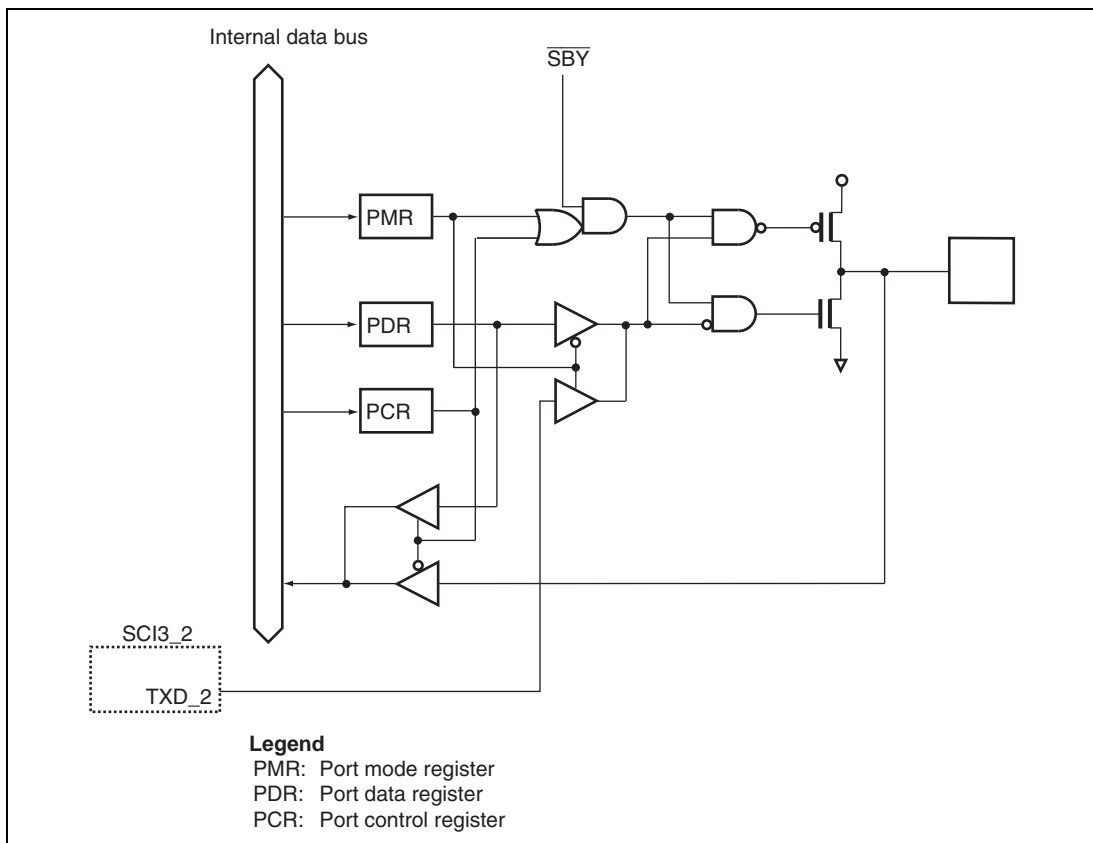 Internal data bus
SBY
PMR
PDR
PCR
SCI3_2
TXD_2
Legend
PMR: Port mode register
PDR: Port data register
PCR: Port control register